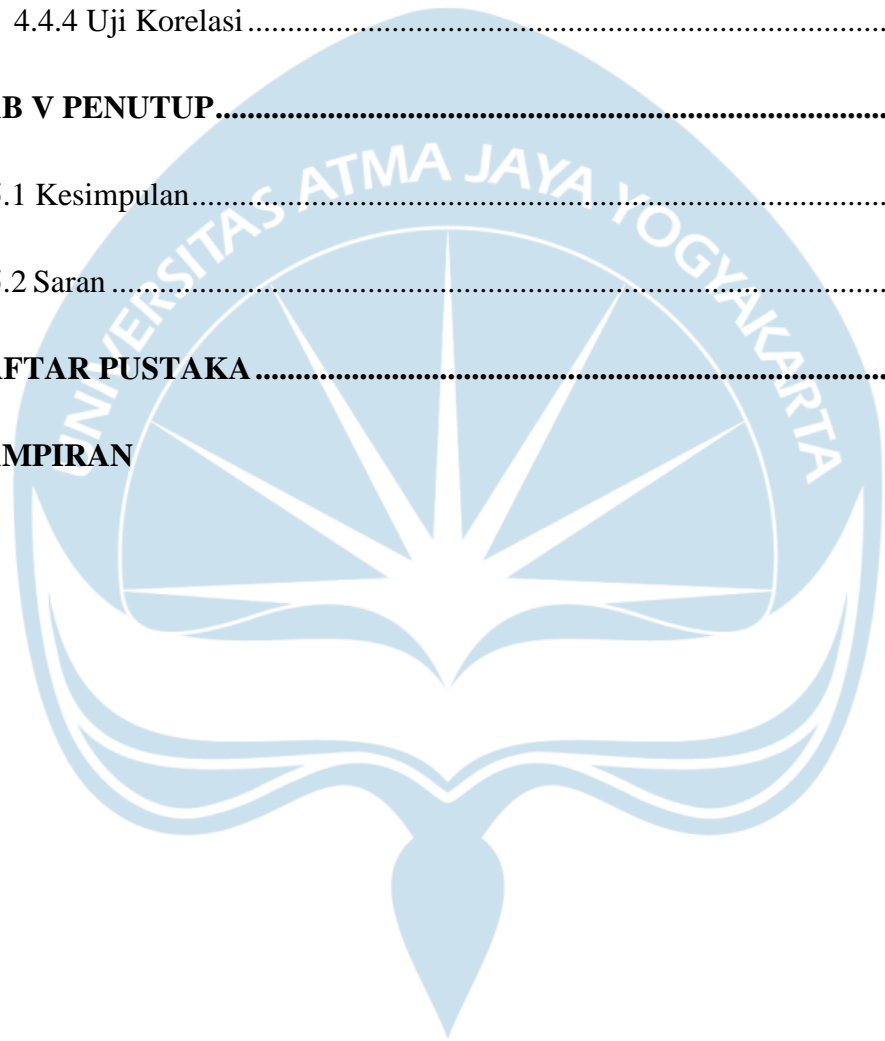 4.4.4 Uji Korelasi........................................................................................
B V PENUTUP........................................................................................
.1 Kesimpulan........................................................................................
.2 Saran ........................................................................................
FTAR PUSTAKA ........................................................................................
MPIRAN
UNIVERSITAS ATMA JAYA YOGYAKARTA